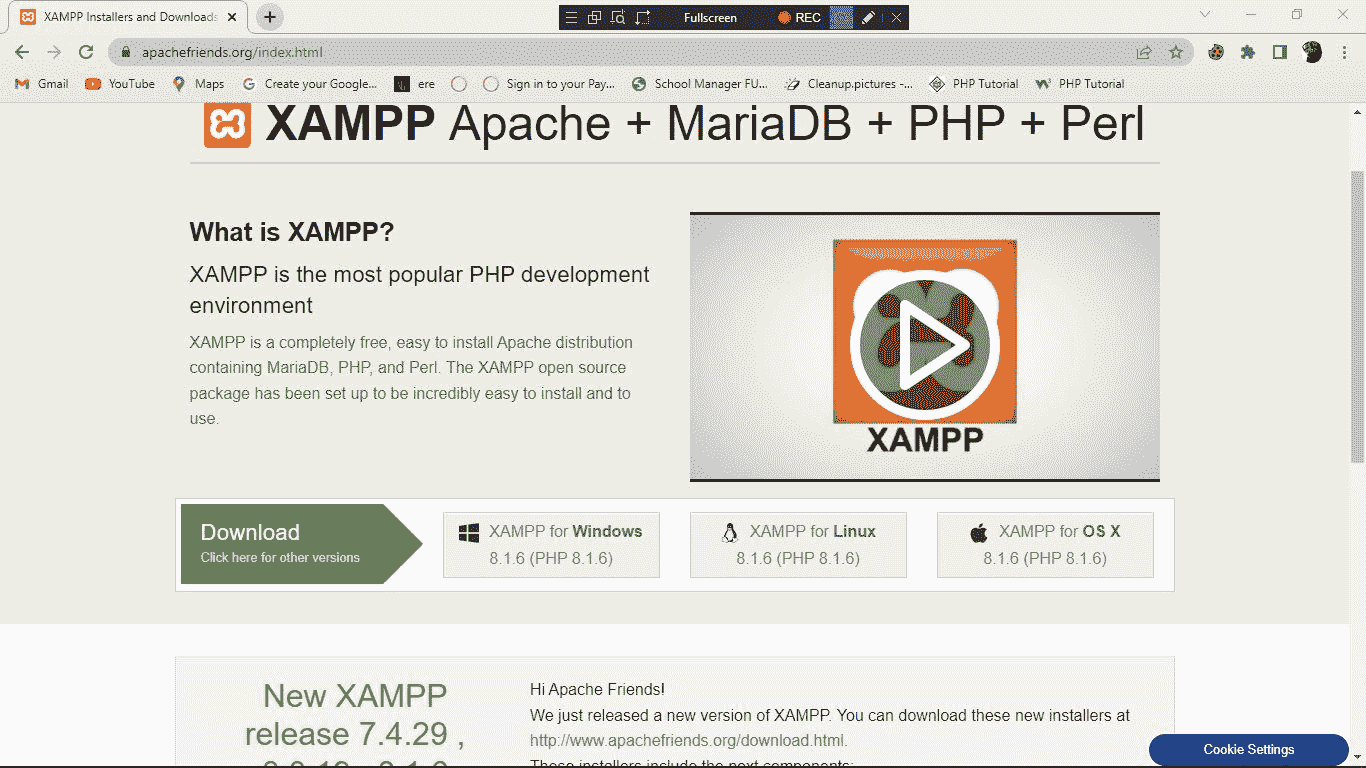 XAMPP Installers and Downloads
Fullscreen
REC
apachefriends.org/index.html
Gmail
YouTube
Maps
Create your Google...
ere
Sign in to your Pay...
School Manager FU...
Cleanup.pictures -...
PHP Tutorial
PHP Tutorial
XAMPP Apache + MariaDB + PHP + Perl
What is XAMPP?
XAMPP is the most popular PHP development
environment
XAMPP is a completely free, easy to install Apache distribution
containing MariaDB, PHP, and Perl. The XAMPP open source
package has been set up to be incredibly easy to install and to
use.
XAMPP
Download
Click here for other versions
XAMPP for Windows
8.1.6 (PHP 8.1.6)
XAMPP for Linux
8.1.6 (PHP 8.1.6)
XAMPP for OS X
8.1.6 (PHP 8.1.6)
New XAMPP
release 7.4.29 ,
Hi Apache Friends!
We just released a new version of XAMPP. You can download these new installers at
http://www.apachefriends.org/download.html.
These installers include the next components:
Cookie Settings